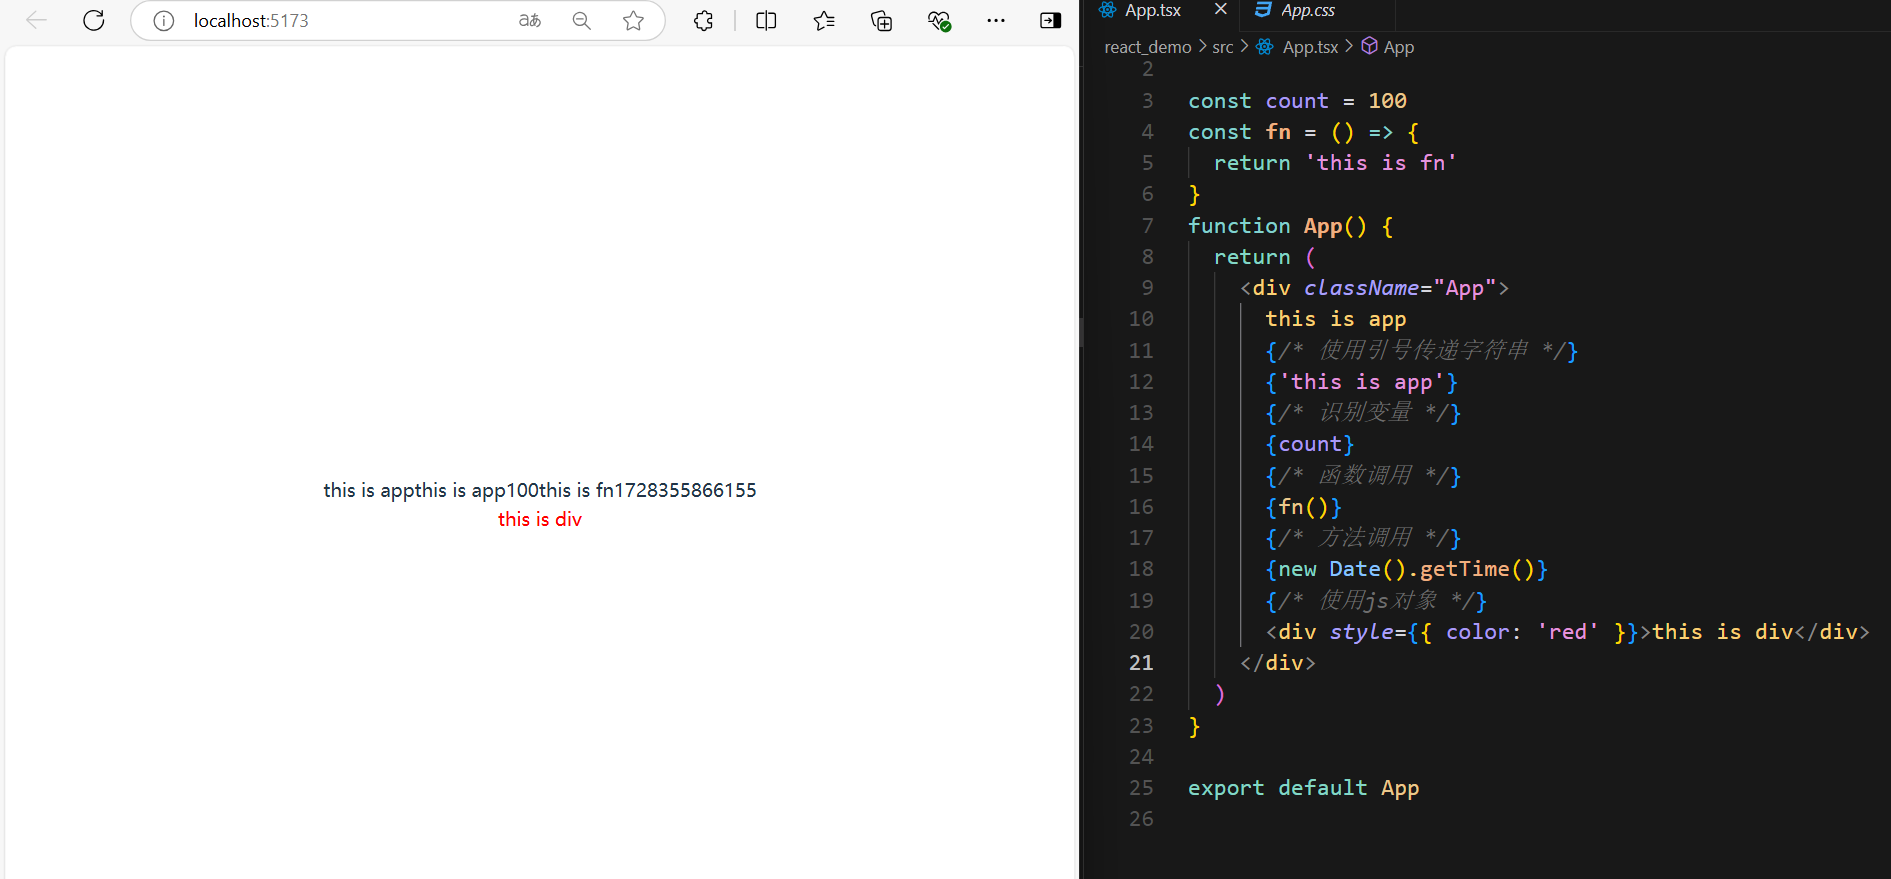 localhost:5173
aあ
this is appthis is app100this is fn1728355866155
this is div
App.tsx
App.css
react_demo > src > App.tsx > App
2
3 const count = 100
4 const fn = () => {
5 return 'this is fn'
6 }
7 function App() {
8 return (
9 <div className="App">
10 this is app
11 {/* 使用引号传递字符串 */}
12 {'this is app'}
13 {/* 识别变量 */}
14 {count}
15 {/* 函数调用 */}
16 {fn()}
17 {/* 方法调用 */}
18 {new Date().getTime()}
19 {/* 使用js对象 */}
20 <div style={{ color: 'red' }}>this is div</div>
21 </div>
22 )
23 }
24
25 export default App
26